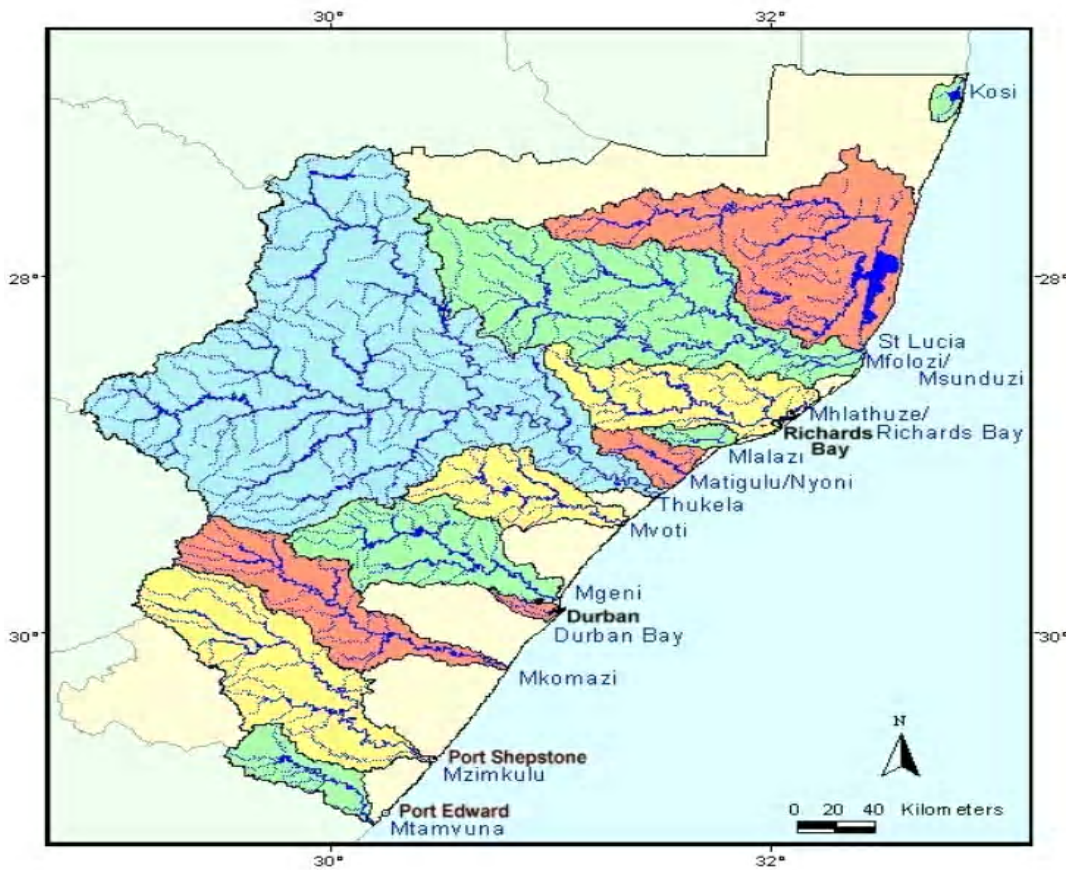 30°
32°
Kosi
28°
28°
St Lucia
Mfolozi/
Msunduzi
Mhlathuze/
Richards Richards Bay
Bay
Mlalazi
Matigulu/Nyoni
Thukela
Mvoti
Mgeni
Durban
Durban Bay
30°
30°
Mkomazi
N
Port Shepstone
Mzimkulu
Port Edward
Mtamvuna
0 20 40 Kilometers
30°
32°